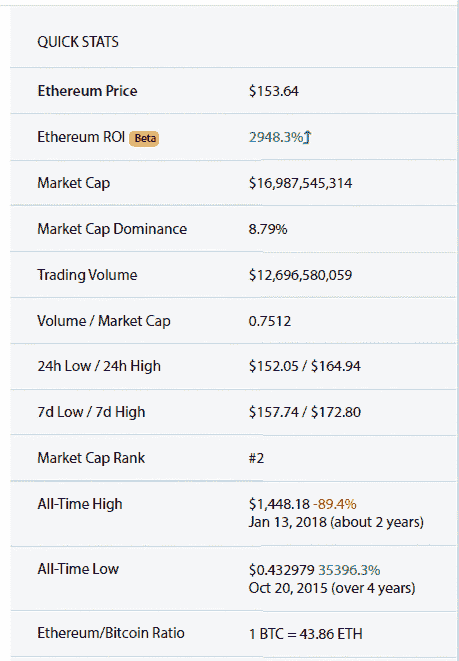 QUICK STATS
Ethereum Price $153.64
Ethereum ROI Beta 2948.3%
Market Cap $16,987,545,314
Market Cap Dominance 8.79%
Trading Volume $12,696,580,059
Volume / Market Cap 0.7512
24h Low / 24h High $152.05 / $164.94
7d Low / 7d High $157.74 / $172.80
Market Cap Rank #2
All-Time High $1,448.18 -89.4%
Jan 13, 2018 (about 2 years)
All-Time Low $0.432979 35396.3%
Oct 20, 2015 (over 4 years)
Ethereum/Bitcoin Ratio 1 BTC = 43.86 ETH